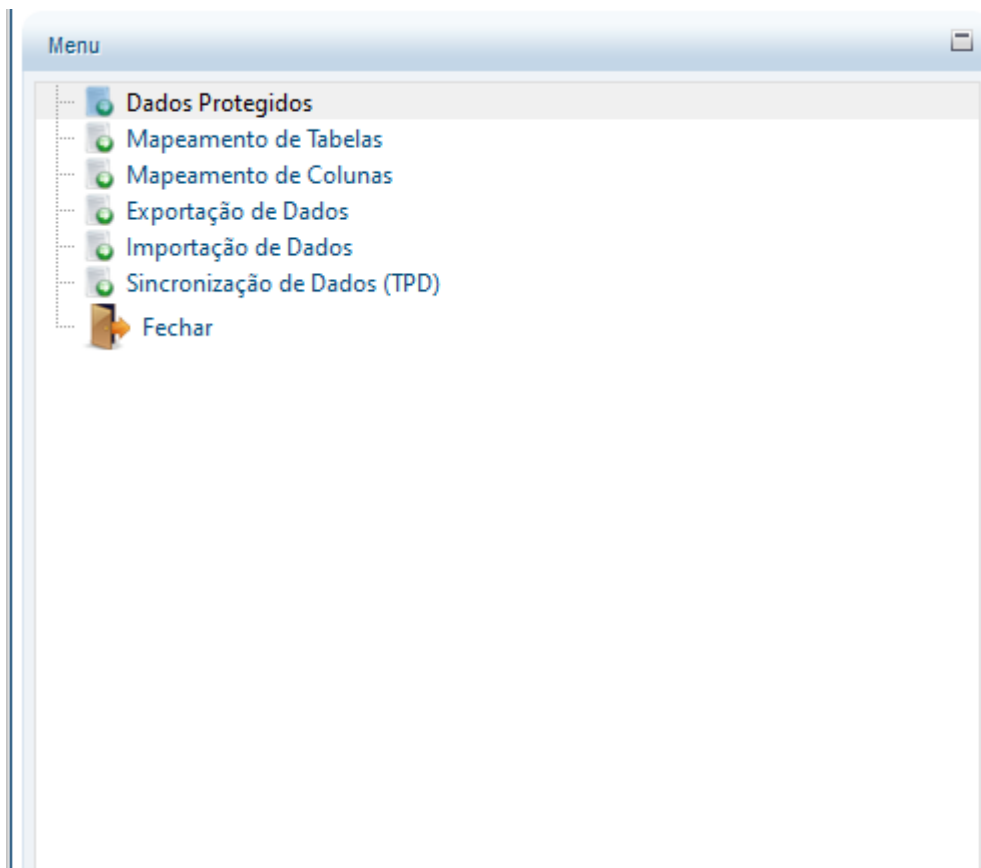 Menu
Dados Protegidos
Mapeamento de Tabelas
Mapeamento de Colunas
Exportação de Dados
Importação de Dados
Sincronização de Dados (TPD)
Fechar